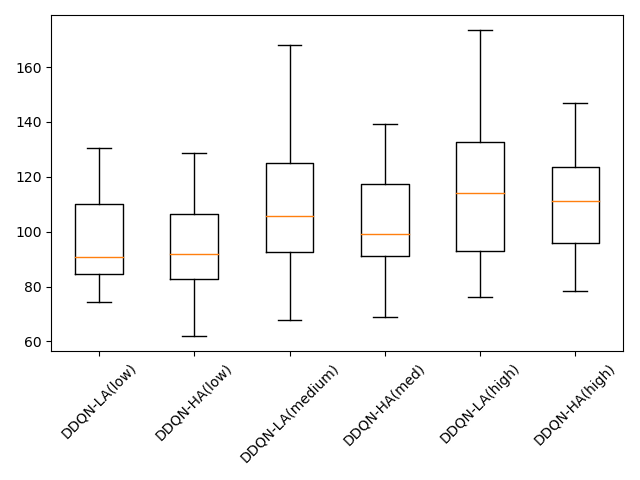 160
140
120
100
80
60
DDQN-LA(low)
DDQN-HA(low)
DDQN-LA(medium)
DDQN-HA(med)
DDQN-LA(high)
DDQN-HA(high)